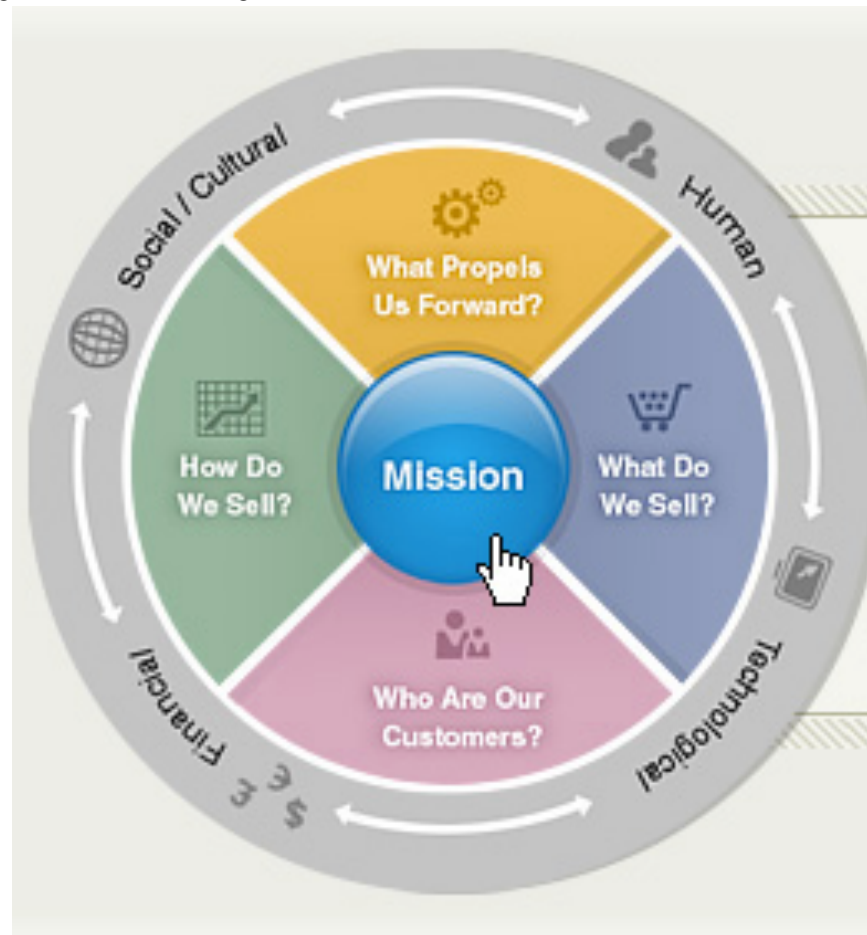 Social / Cultural
Human
What Propels
Us Forward?
How Do
We Sell?
Mission
What Do
We Sell?
Who Are Our
Customers?
Financial
£ € $
Technological